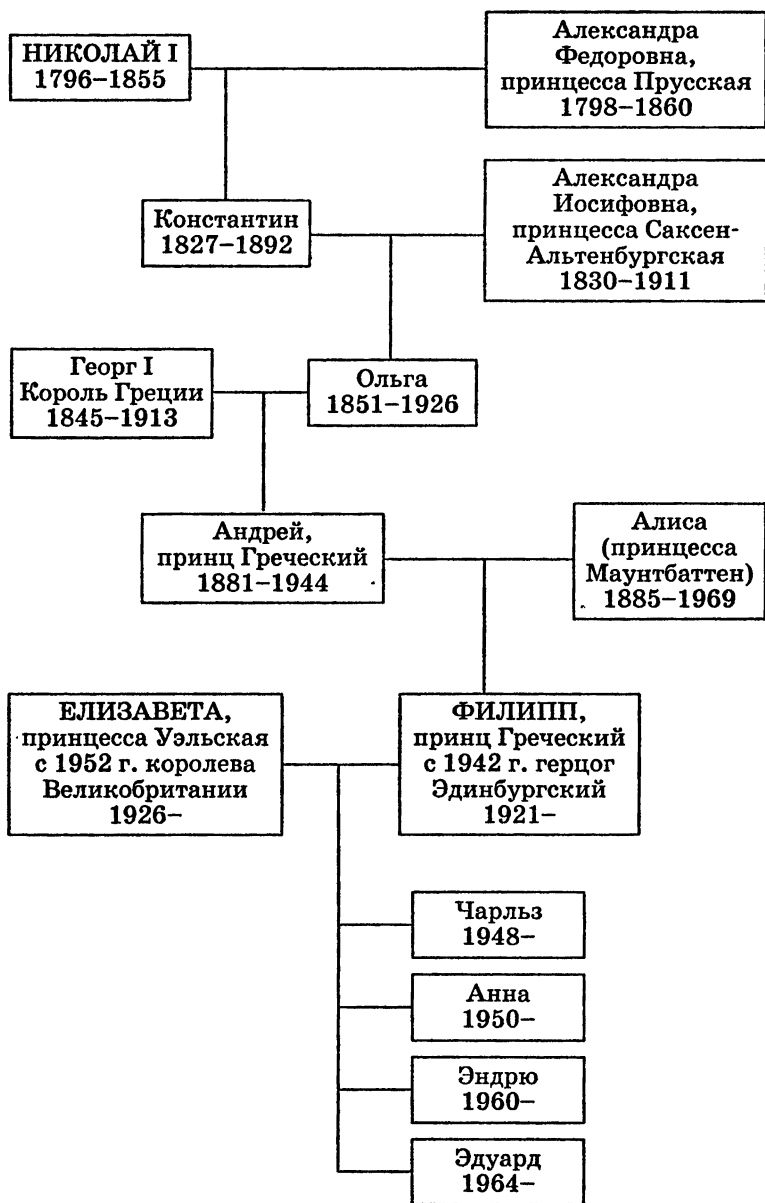 НИКОЛАЙ I
1796–1855
Александра
Федоровна,
принцесса Прусская
1798–1860
Константин
1827–1892
Александра
Иосифовна,
принцесса Саксен-
Альтенбургская
1830–1911
Георг I
Король Греции
1845–1913
Ольга
1851–1926
Андрей,
принц Греческий
1881–1944
Алиса
(принцесса
Маунтбаттен)
1885–1969
ЕЛИЗАВЕТА,
принцесса Уэльская
с 1952 г. королева
Великобритании
1926–
ФИЛИПП,
принц Греческий
с 1942 г. герцог
Эдинбургский
1921–
Чарльз
1948–
Анна
1950–
Эндрю
1960–
Эдуард
1964–